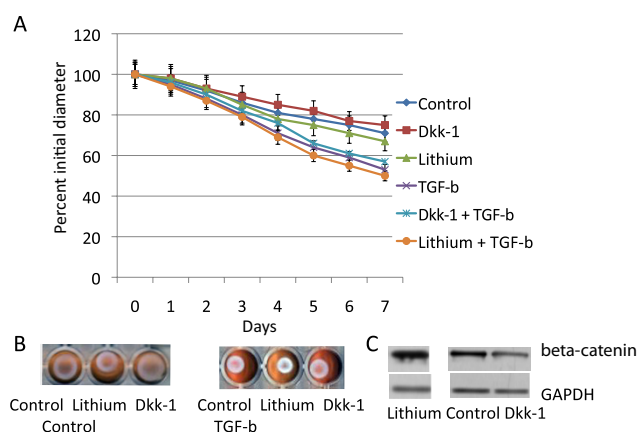 A
120
100
80
60
40
20
0
Percent initial diameter
0 1 2 3 4 5 6 7
Days
Control
Dkk-1
Lithium
TGF-b
Dkk-1 + TGF-b
Lithium + TGF-b
B
Control Lithium Dkk-1
Control
Control Lithium Dkk-1
TGF-b
C
beta-catenin
GAPDH
Lithium Control Dkk-1